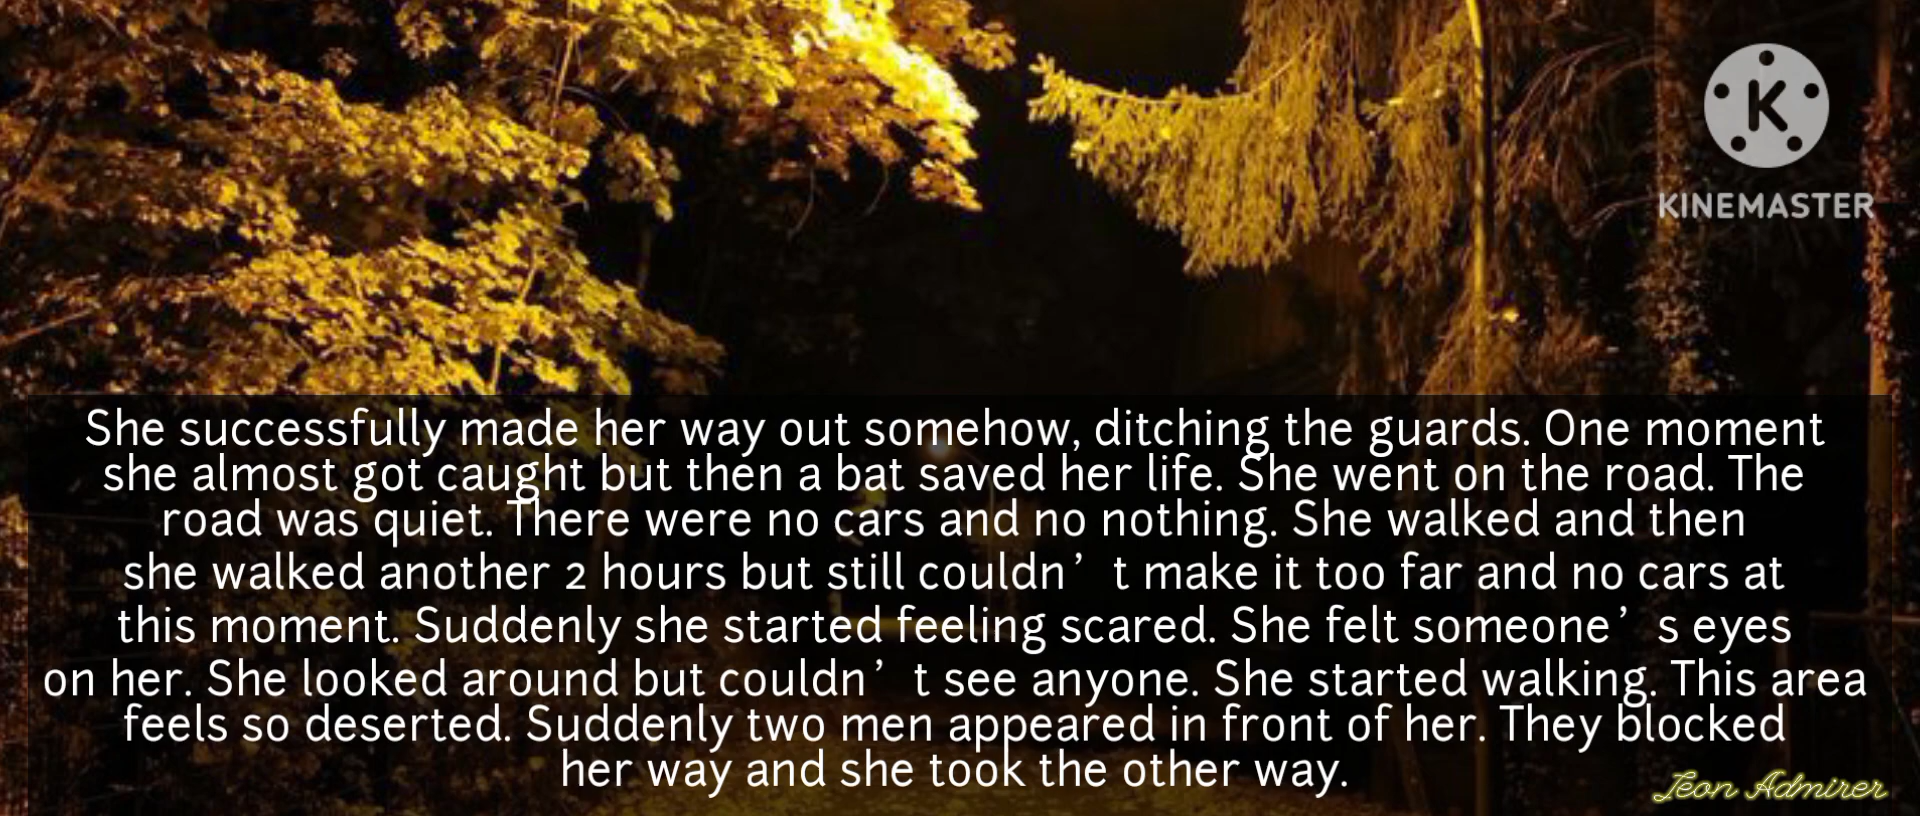 K
KINEMASTER
She successfully made her way out somehow, ditching the guards. One moment
she almost got caught but then a bat saved her life. She went on the road. The
road was quiet. There were no cars and no nothing. She walked and then
she walked another 2 hours but still couldn’t make it too far and no cars at
this moment. Suddenly she started feeling scared. She felt someone’s eyes
on her. She looked around but couldn’t see anyone. She started walking. This area
feels so deserted. Suddenly two men appeared in front of her. They blocked
her way and she took the other way.
Leon Admirer